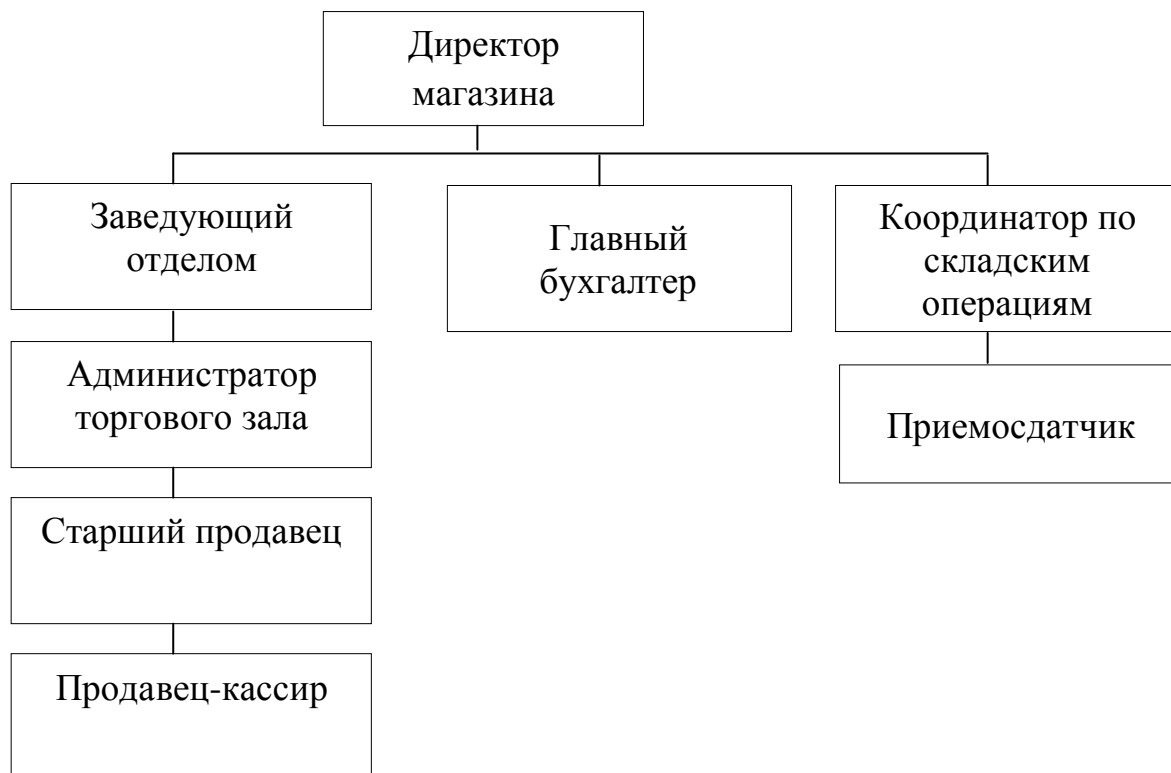 Директор
магазина
Заведующий
отделом
Главный
бухгалтер
Координатор по
складским
операциям
Администратор
торгового зала
Приемосдатчик
Старший продавец
Продавец-кассир